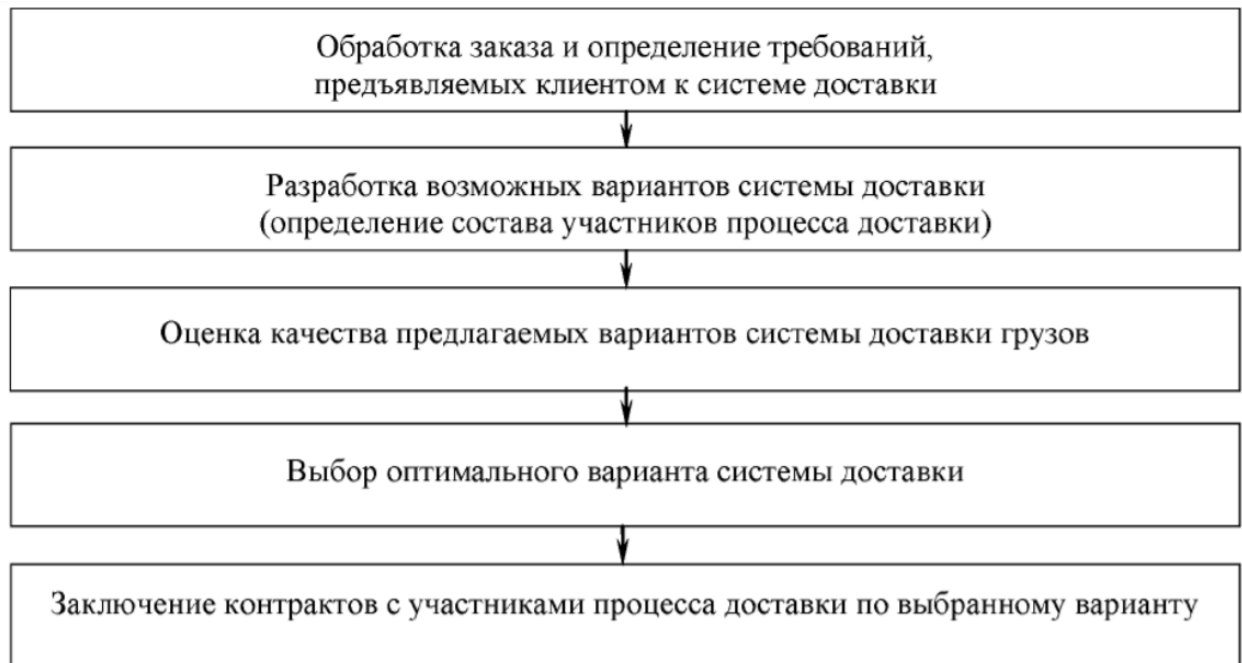 Обработка заказа и определение требований,
предъявляемых клиентом к системе доставки
Разработка возможных вариантов системы доставки
(определение состава участников процесса доставки)
Оценка качества предлагаемых вариантов системы доставки грузов
Выбор оптимального варианта системы доставки
Заключение контрактов с участниками процесса доставки по выбранному варианту